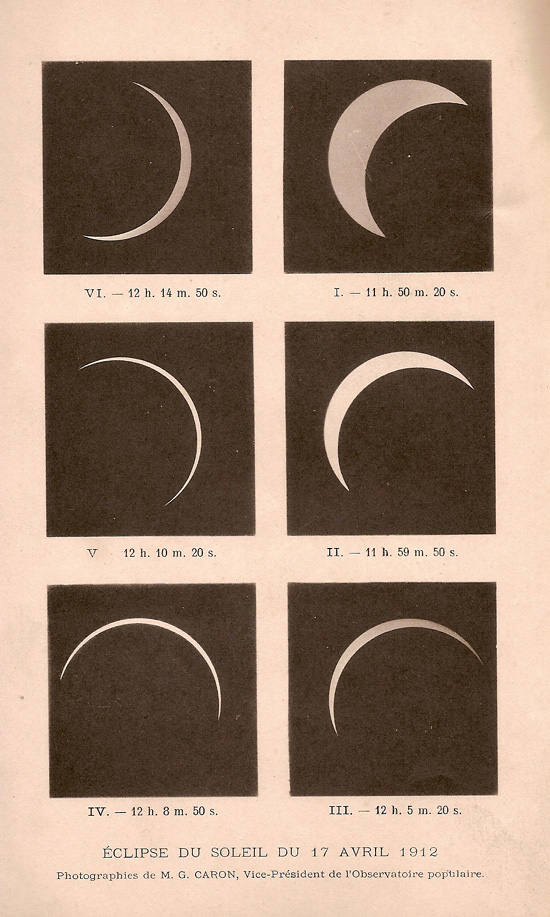 VI. — 12 h. 14 m. 50 s.
I. — 11 h. 50 m. 20 s.
V 12 h. 10 m. 20 s.
II. — 11 h. 59 m. 50 s.
IV. — 12 h. 8 m. 50 s.
III. — 12 h. 5 m. 20 s.
ÉCLIPSE DU SOLEIL DU 17 AVRIL 1912
Photographies de M. G. CARON, Vice-Président de l'Observatoire populaire.